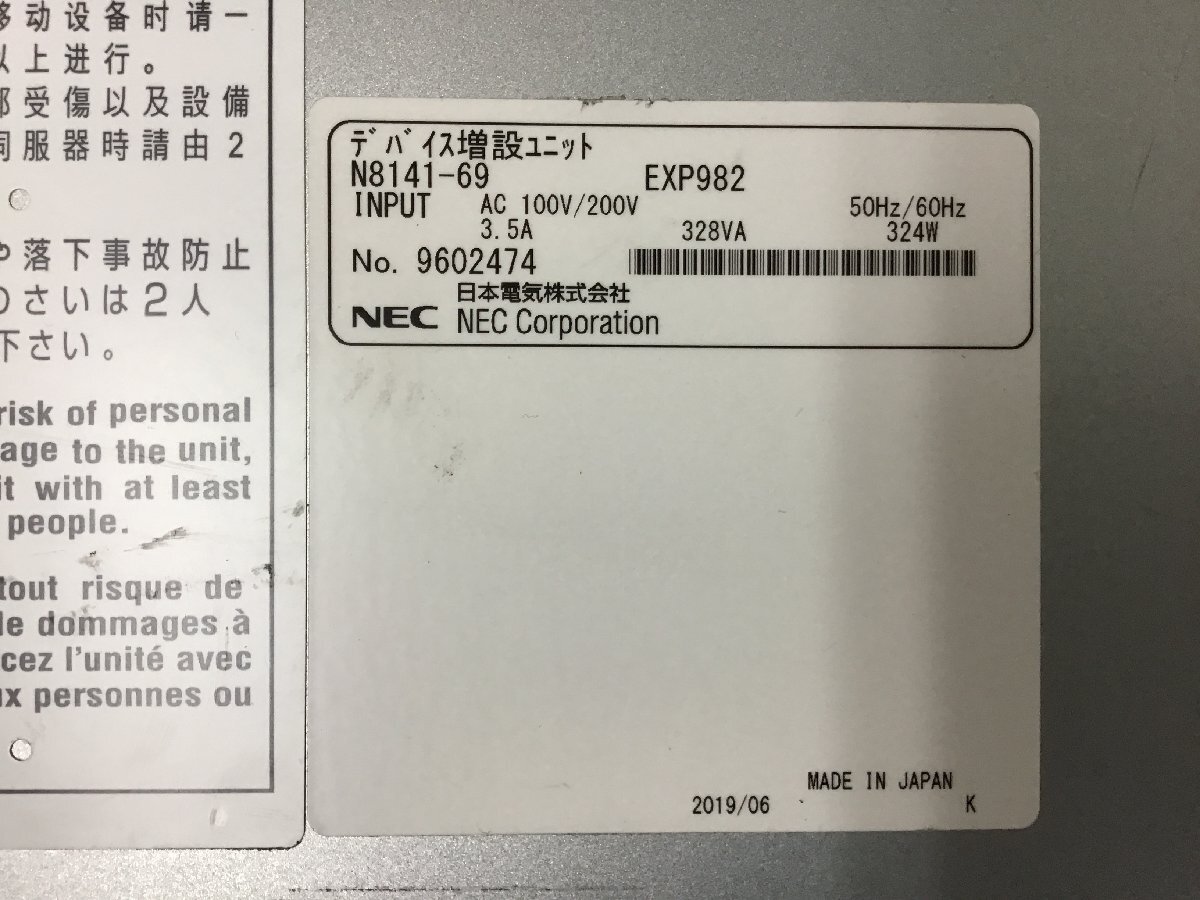 移动设备时请一
以上进行。
部受傷以及設備
伺服器時請由2
や落下事故防止
のさいは2人
下さい。
risk of personal
age to the unit,
it with at least
people.
tout risque de
de dommages à
cez l'unité avec
ux personnes ou
デバイス増設ユニット
N8141-69 EXP982
INPUT AC 100V/200V 50Hz/60Hz
3.5A 328VA 324W
No. 9602474
日本電気株式会社
NEC NEC Corporation
MADE IN JAPAN
2019/06 K